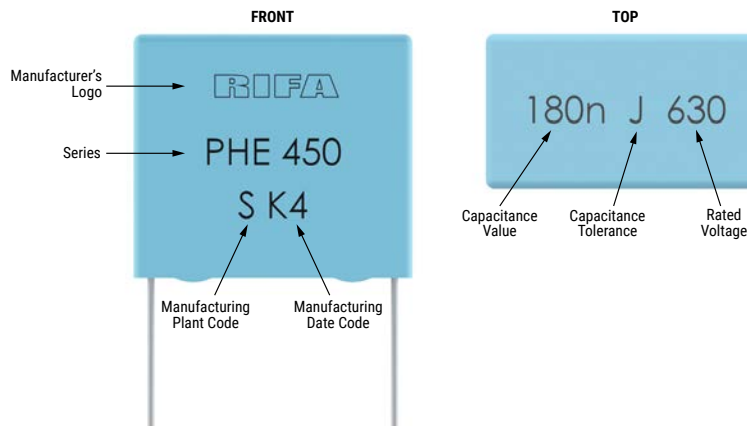 FRONT
Manufacturer's
Logo
RIFA
Series
PHE 450
S K4
Manufacturing
Plant Code
Manufacturing
Date Code
TOP
180n J 630
Capacitance
Value
Capacitance
Tolerance
Rated
Voltage